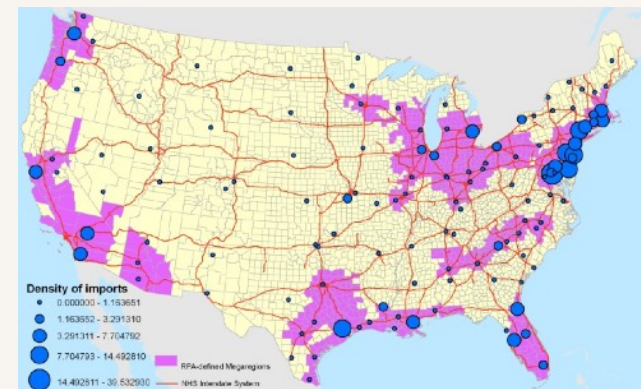 Density of imports
0.000000 - 1.163651
1.163652 - 3.291310
3.291311 - 7.704792
7.704793 - 14.492810
14.492811 - 39.532930
RPA-defined Megaregions
NHS Interstate System